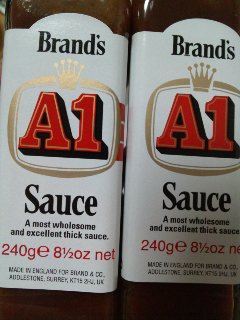 Brand's
A1
Sauce
A most wholesome
and excellent thick sauce.
240g℮ 8½oz net
MADE IN ENGLAND FOR BRAND & CO.,
ADDLESTONE, SURREY, KT15 2HJ, UK
Brand's
A1
Sauce
A most wholesome
and excellent thick sauce.
240g℮ 8½oz net
MADE IN ENGLAND FOR BRAND & CO.,
ADDLESTONE, SURREY, KT15 2HJ, UK